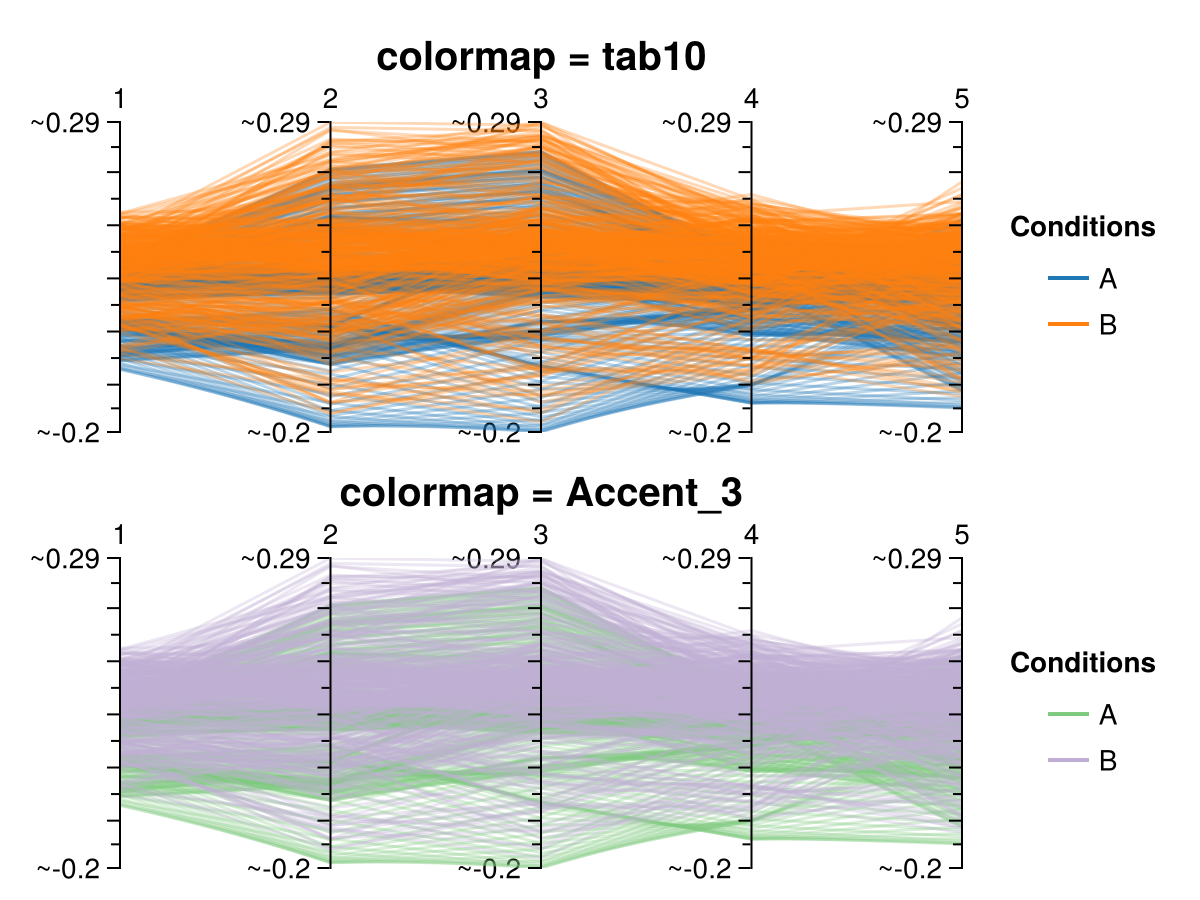 colormap = tab10
1 2 3 4 5
~0.29 ~0.29 ~0.29 ~0.29 ~0.29
Conditions
A
B
~-0.2 ~-0.2 ~-0.2 ~-0.2 ~-0.2
colormap = Accent_3
1 2 3 4 5
~0.29 ~0.29 ~0.29 ~0.29 ~0.29
Conditions
A
B
~-0.2 ~-0.2 ~-0.2 ~-0.2 ~-0.2